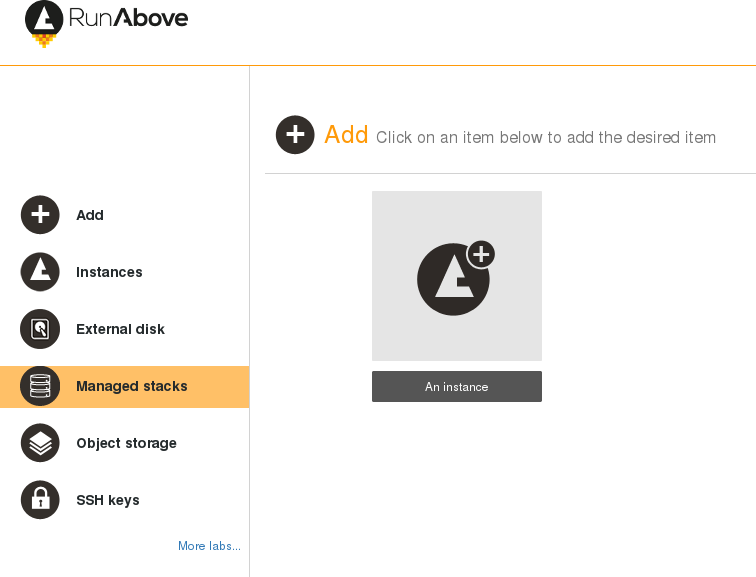 RunAbove
Add Click on an item below to add the desired item
Add
Instances
External disk
Managed stacks
Object storage
SSH keys
More labs...
An instance